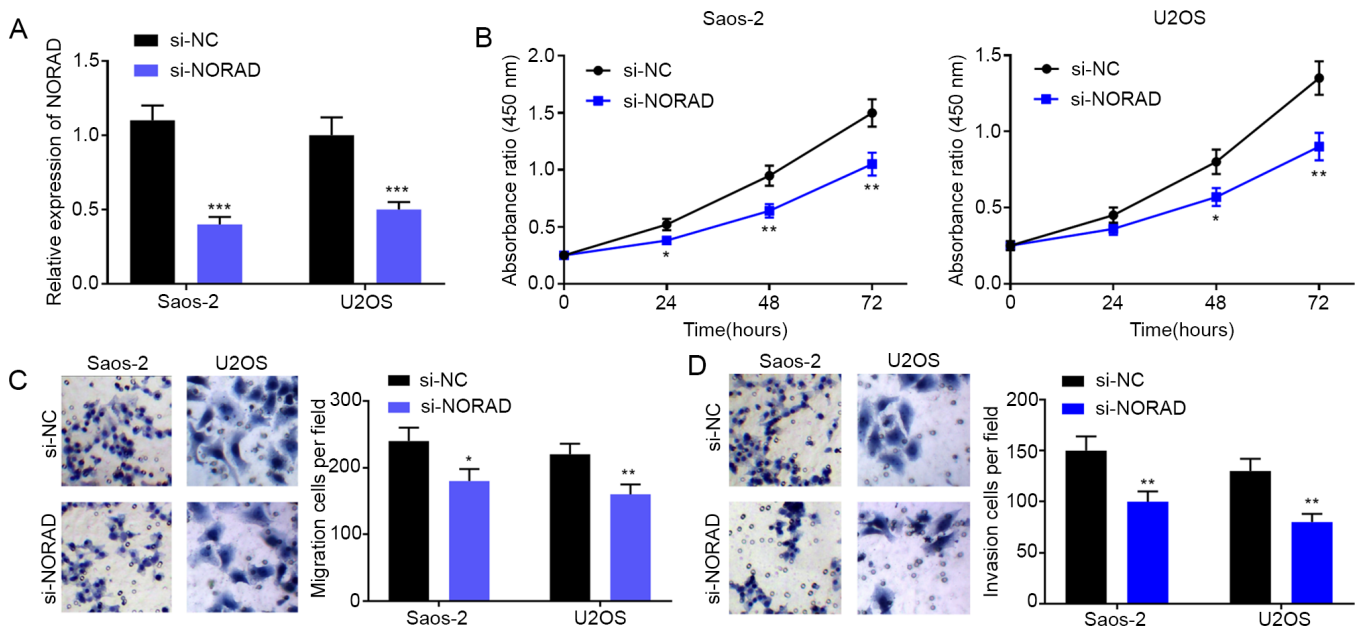 A
si-NC
si-NORAD
Relative expression of NORAD
1.5
1.0
0.5
0.0
***
***
Saos-2
U2OS
B
Saos-2
si-NC
si-NORAD
Absorbance ratio (450 nm)
2.0
1.5
1.0
0.5
0.0
*
**
**
0
24
48
72
Time(hours)
U2OS
si-NC
si-NORAD
Absorbance ratio (450 nm)
1.5
1.0
0.5
0.0
*
**
0
24
48
72
Time(hours)
C
Saos-2
U2OS
si-NC
si-NORAD
si-NC
si-NORAD
Migration cells per field
300
200
100
0
*
**
Saos-2
U2OS
D
Saos-2
U2OS
si-NC
si-NORAD
si-NC
si-NORAD
Invasion cells per field
200
150
100
50
0
**
**
Saos-2
U2OS